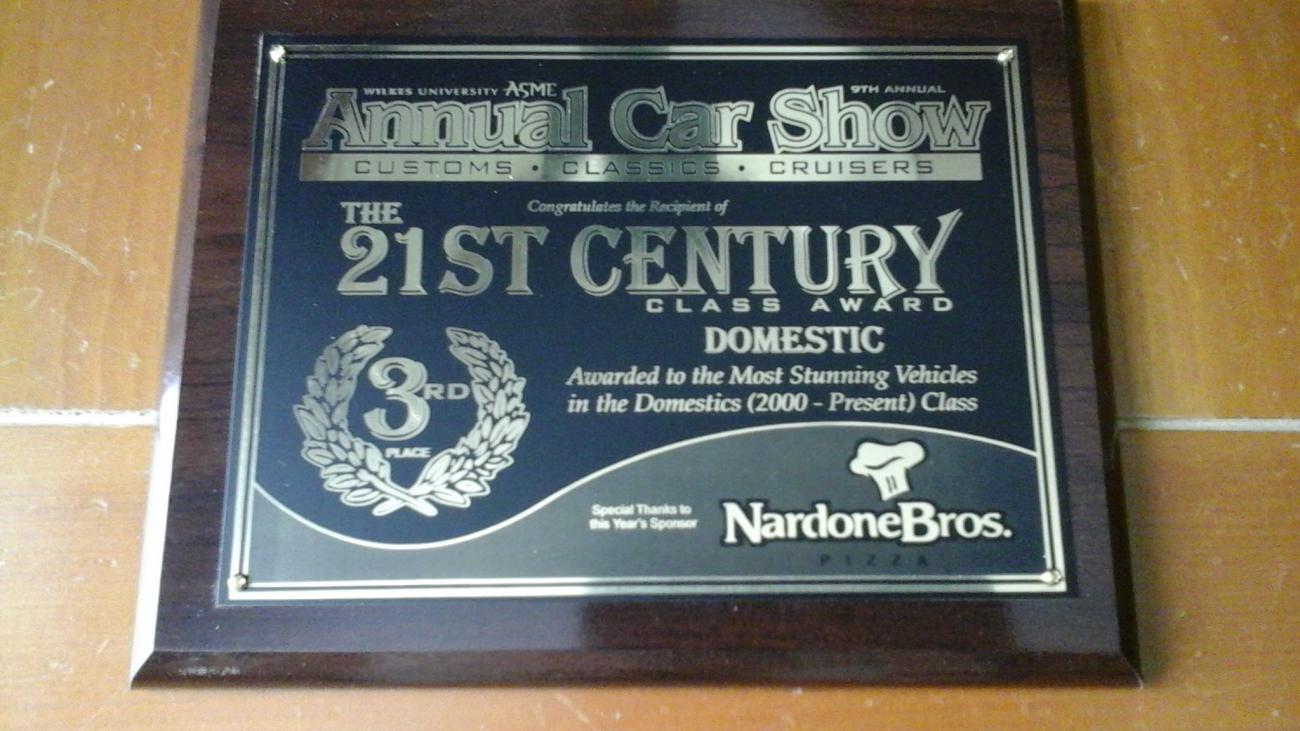 WILKES UNIVERSITY ASME 9TH ANNUAL
Annual Car Show
CUSTOMS • CLASSICS • CRUISERS
Congratulates the Recipient of
THE
21ST CENTURY
CLASS AWARD
DOMESTIC
3RD
PLACE
Awarded to the Most Stunning Vehicles
in the Domestics (2000 - Present) Class
Special Thanks to
this Year's Sponsor
NardoneBros.
PIZZA